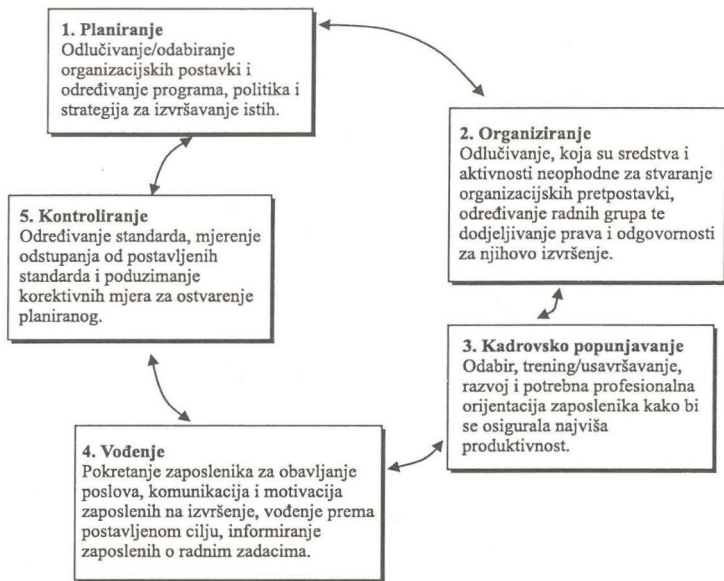 1. Planiranje
Odlučivanje/odabiranje
organizacijskih postavki i
određivanje programa, politika i
strategija za izvršavanje istih.
2. Organiziranje
Odlučivanje, koja su sredstva i
aktivnosti neophodne za stvaranje
organizacijskih pretpostavki,
određivanje radnih grupa te
dodjeljivanje prava i odgovornosti
za njihovo izvršenje.
3. Kadrovsko popunjavanje
Odabir, trening/usavršavanje,
razvoj i potrebna profesionalna
orijentacija zaposlenika kako bi
se osigurala najviša
produktivnost.
4. Vođenje
Pokretanje zaposlenika za obavljanje
poslova, komunikacija i motivacija
zaposlenih na izvršenje, vođenje prema
postavljenom cilju, informiranje
zaposlenih o radnim zadacima.
5. Kontroliranje
Određivanje standarda, mjerenje
odstupanja od postavljenih
standarda i poduzimanje
korektivnih mjera za ostvarenje
planiranog.